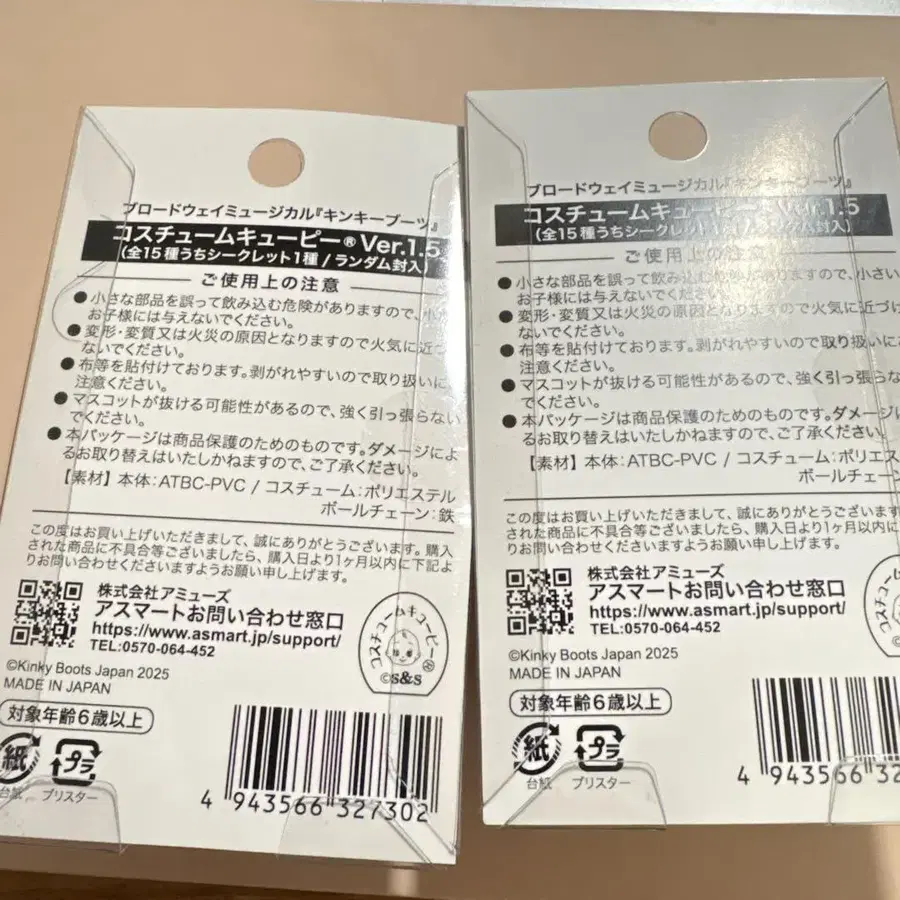 ブロードウェイミュージカル『キンキーブーツ』
コスチュームキューピー® Ver.1.5
(全15種うちシークレット1種 / ランダム封入)
ご使用上の注意
●小さな部品を誤って飲み込む危険がありますので、小さ
お子様には与えないでください。
●変形・変質又は火災の原因となりますので火気に近づ
ないでください。
●布等を貼付けております。剥がれやすいので取り扱いに
注意ください。
●マスコットが抜ける可能性があるので、強く引っ張らない
でください。
●本パッケージは商品保護のためのものです。ダメージによ
るお取り替えはいたしかねますので、ご了承ください。
【素材】本体:ATBC-PVC / コスチューム:ポリエステル
ボールチェーン:鉄
この度はお買い上げいただきまして、誠にありがとうございます。購入
された商品に不具合等ございましたら、購入日より1ヶ月以内に下記よ
りお問い合わせくださいますようお願い申し上げます。
株式会社アミューズ
アスマートお問い合わせ窓口
https://www.asmart.jp/support/
TEL:0570-064-452
コスチュームキューピー®
©s&s
©Kinky Boots Japan 2025
MADE IN JAPAN
対象年齢6歳以上
紙
プラ
台紙
ブリスター
4 943566 327302
ブロードウェイミュージカル『キンキーブーツ』
コスチュームキューピー® Ver.1.5
(全15種うちシークレット1種 / ランダム封入)
ご使用上の注意
●小さな部品を誤って飲み込む危険がありますので、小さい
お子様には与えないでください。
●変形・変質又は火災の原因となりますので火気に近づけ
ないでください。
●布等を貼付けております。剥がれやすいので取り扱いに
注意ください。
●マスコットが抜ける可能性があるので、強く引っ張ら
でください。
●本パッケージは商品保護のためのものです。ダメージに
るお取り替えはいたしかねますので、ご了承ください。
【素材】本体:ATBC-PVC / コスチューム:ポリエス
ボールチェーン
この度はお買い上げいただきまして、誠にありがとうございます
された商品に不具合等ございましたら、購入日より1ヶ月以内に
りお問い合わせくださいますようお願い申し上げます。
株式会社アミューズ
アスマートお問い合わせ窓口
https://www.asmart.jp/support/
TEL:0570-064-452
©Kinky Boots Japan 2025
MADE IN JAPAN
対象年齢6歳以上
紙
プラ
台紙
ブリスター
4 943566 32